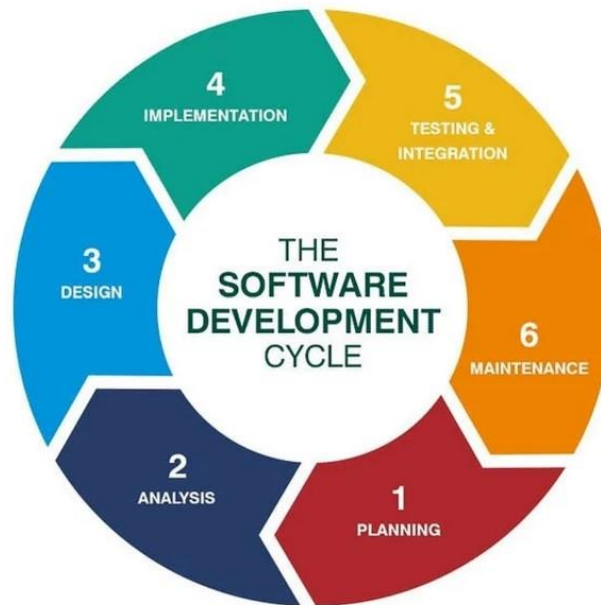 THE
SOFTWARE
DEVELOPMENT
CYCLE
1
PLANNING
2
ANALYSIS
3
DESIGN
4
IMPLEMENTATION
5
TESTING &
INTEGRATION
6
MAINTENANCE